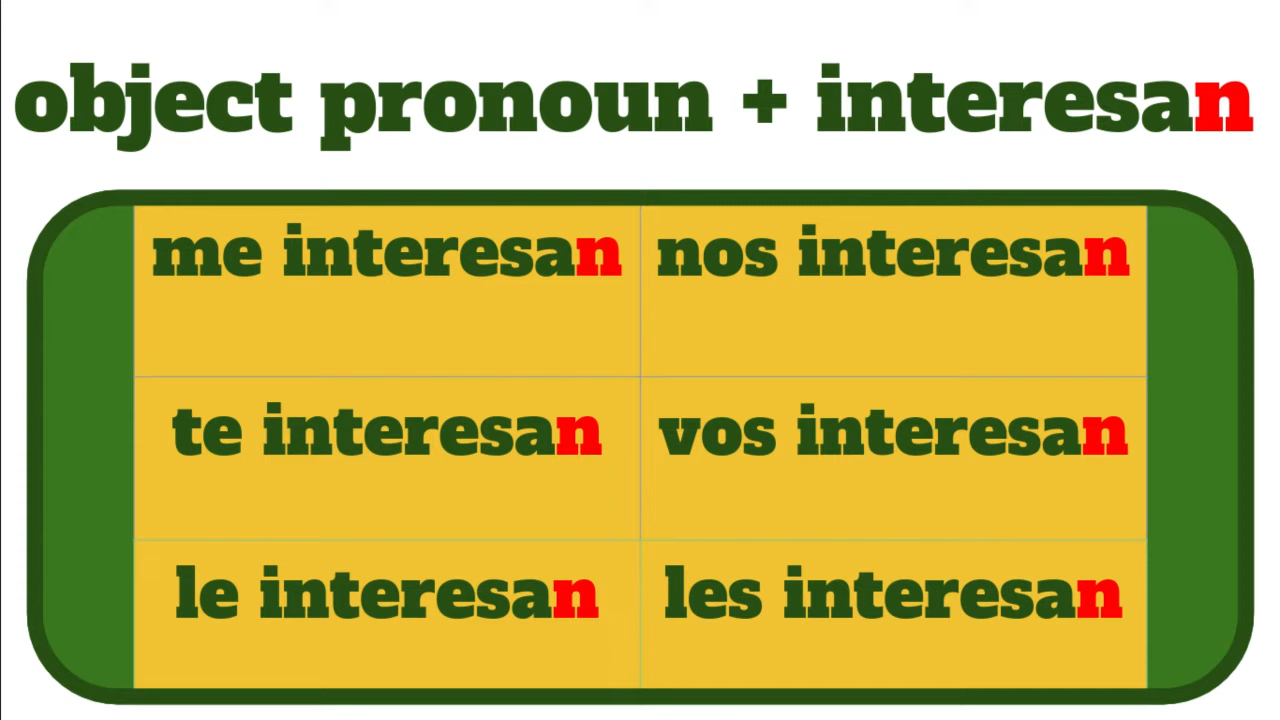 object pronoun + interesan
me interesan nos interesan
te interesan vos interesan
le interesan les interesan